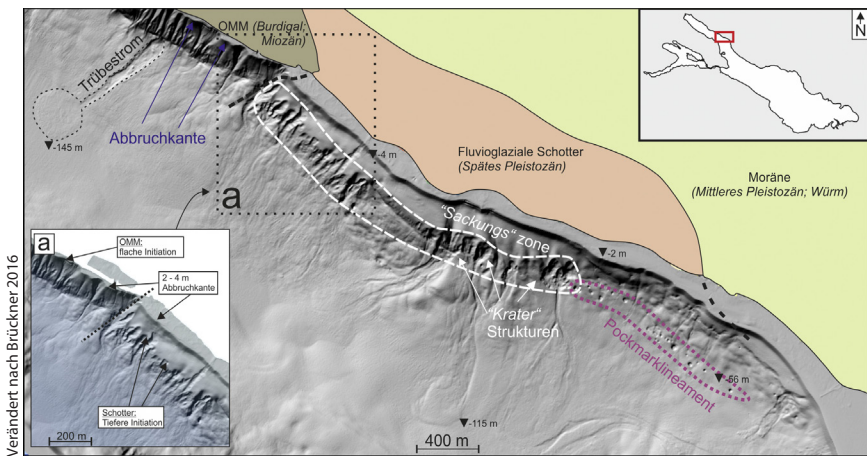 OMM (Burdigal;
Miozän)
Trübestrom
Abbruchkante
-145 m
a
-4 m
Fluvioglaziale Schotter
(Spätes Pleistozän)
Moräne
(Mittleres Pleistozän; Würm)
N
"Sackungs" zone
-2 m
"Krater"
Strukturen
Pockmarklineament
-56 m
-115 m
400 m
a
OMM:
flache Initiation
2 - 4 m
Abbruchkante
Schotter:
Tiefere Initiation
200 m
Verändert nach Brückner 2016